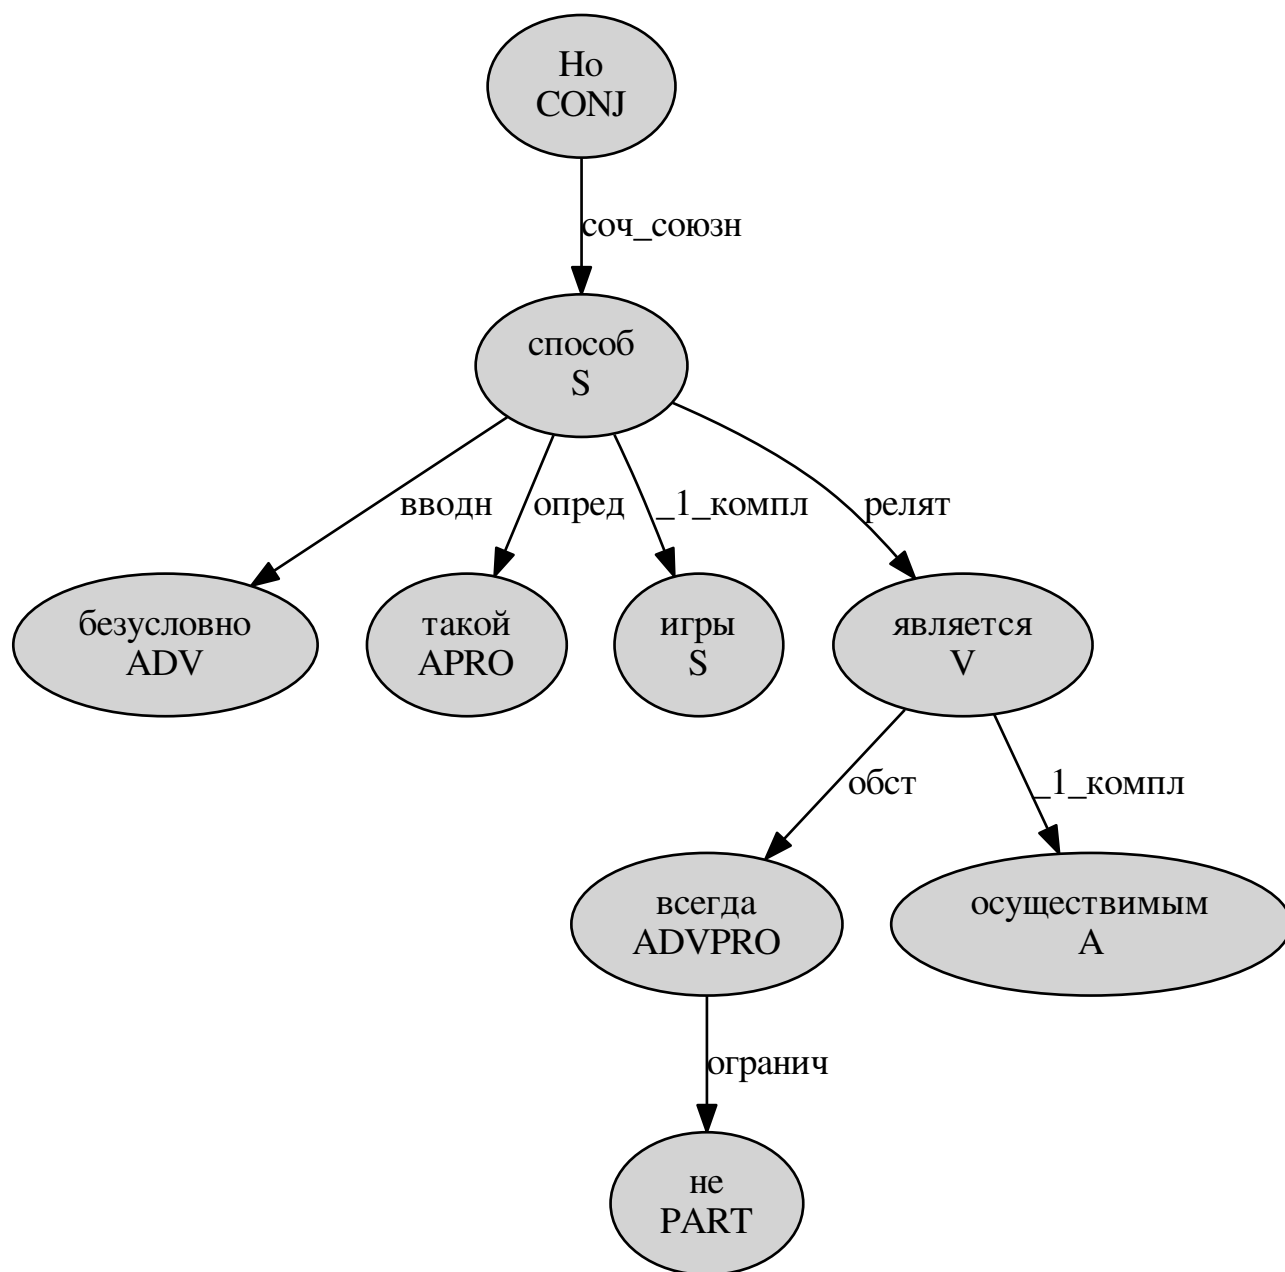 Но
CONJ
соч_союзн
способ
S
вводн
опред
_1_компл
релят
безусловно
ADV
такой
APRO
игры
S
является
V
обст
_1_компл
всегда
ADVPRO
осуществимым
A
огранич
не
PART